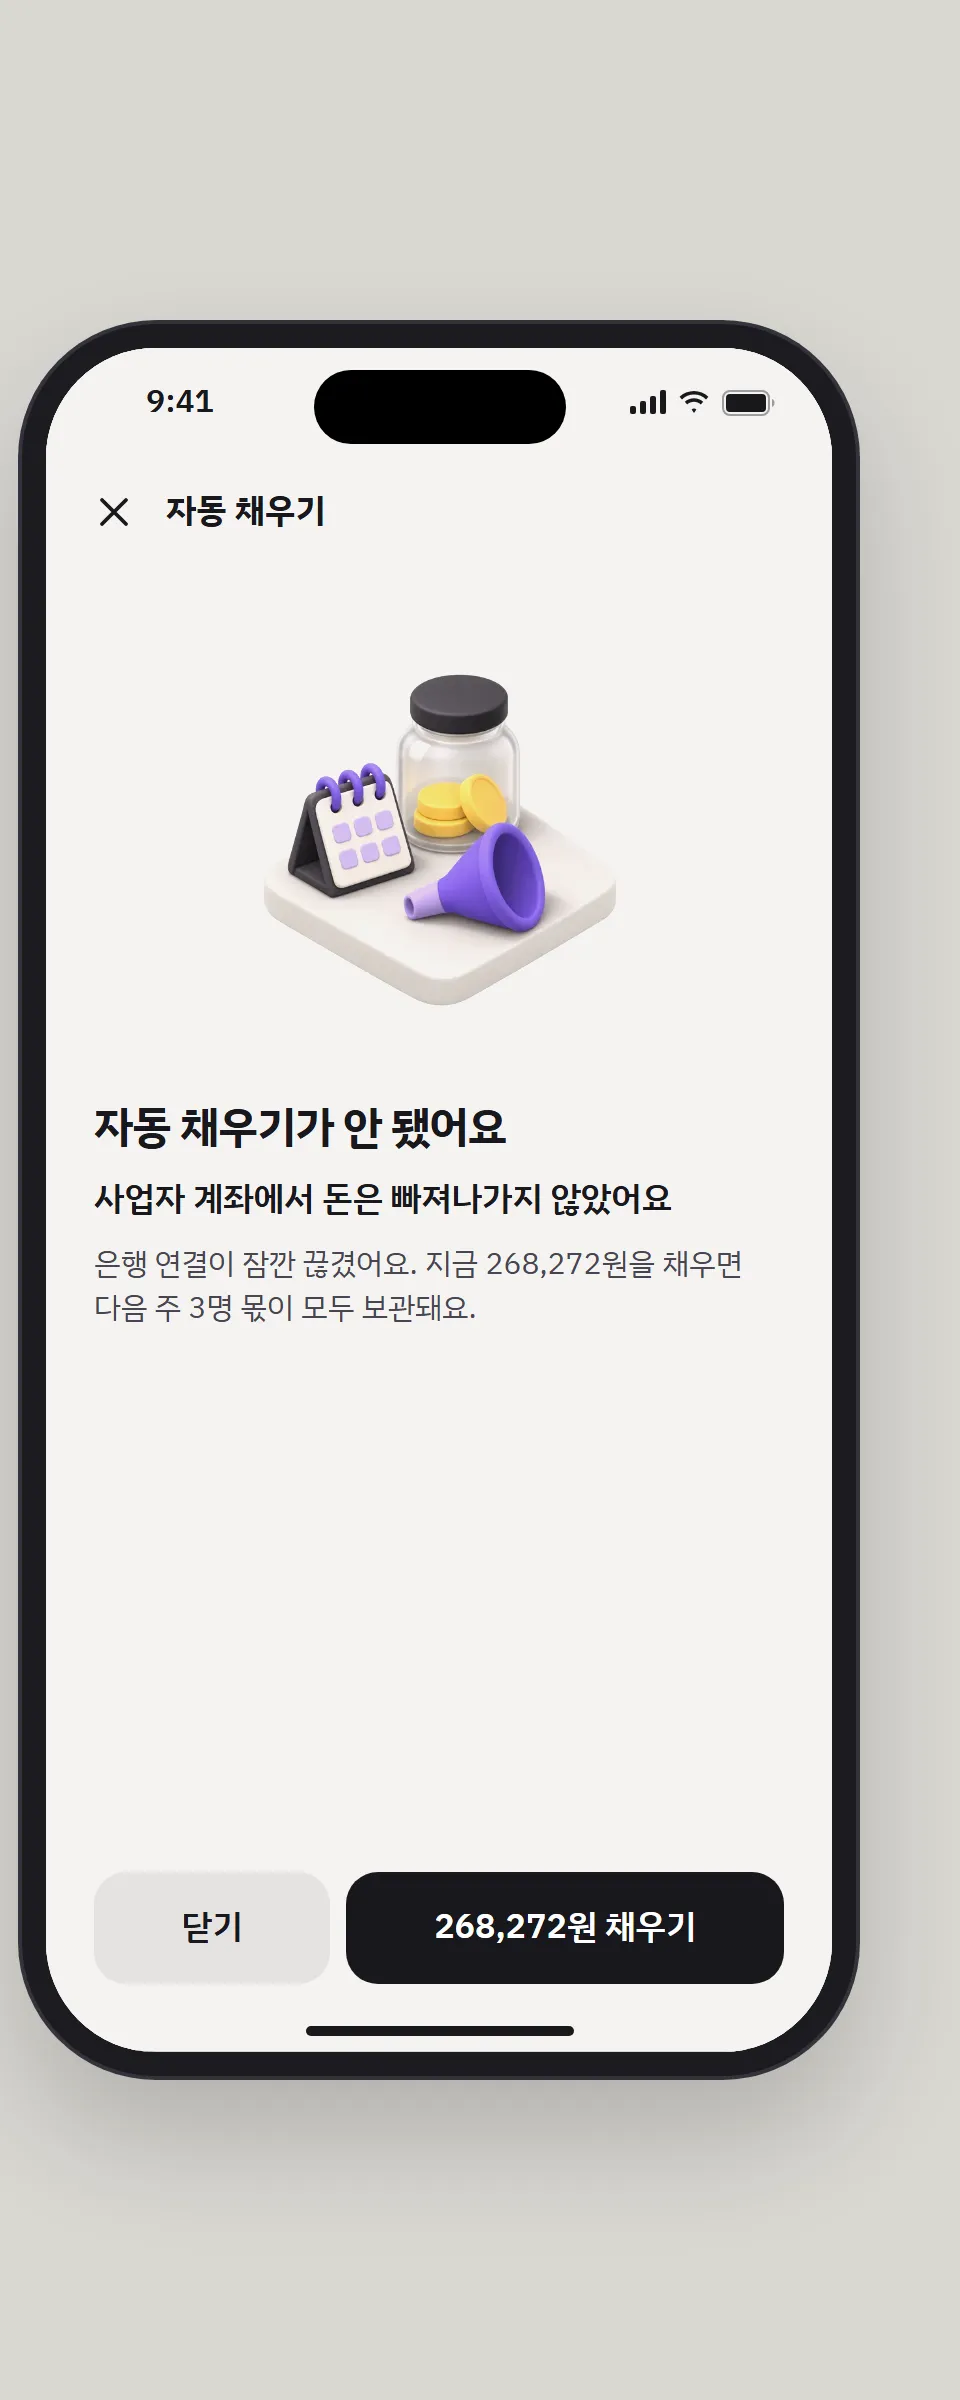 9:41
자동 채우기
자동 채우기가 안 됐어요
사업자 계좌에서 돈은 빠져나가지 않았어요
은행 연결이 잠깐 끊겼어요. 지금 268,272원을 채우면
다음 주 3명 몫이 모두 보관돼요.
닫기
268,272원 채우기